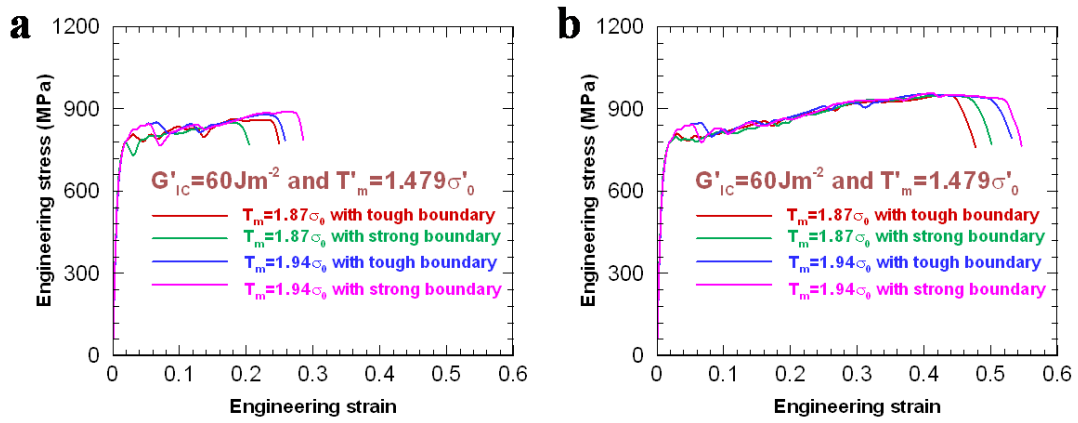 a
1200
900
600
300
0
0
0.1
0.2
0.3
0.4
0.5
0.6
Engineering stress (MPa)
Engineering strain
G'IC=60Jm-2 and T'm=1.479σ'0
Tm=1.87σ0 with tough boundary
Tm=1.87σ0 with strong boundary
Tm=1.94σ0 with tough boundary
Tm=1.94σ0 with strong boundary
b
1200
900
600
300
0
0
0.1
0.2
0.3
0.4
0.5
0.6
Engineering stress (MPa)
Engineering strain
G'IC=60Jm-2 and T'm=1.479σ'0
Tm=1.87σ0 with tough boundary
Tm=1.87σ0 with strong boundary
Tm=1.94σ0 with tough boundary
Tm=1.94σ0 with strong boundary